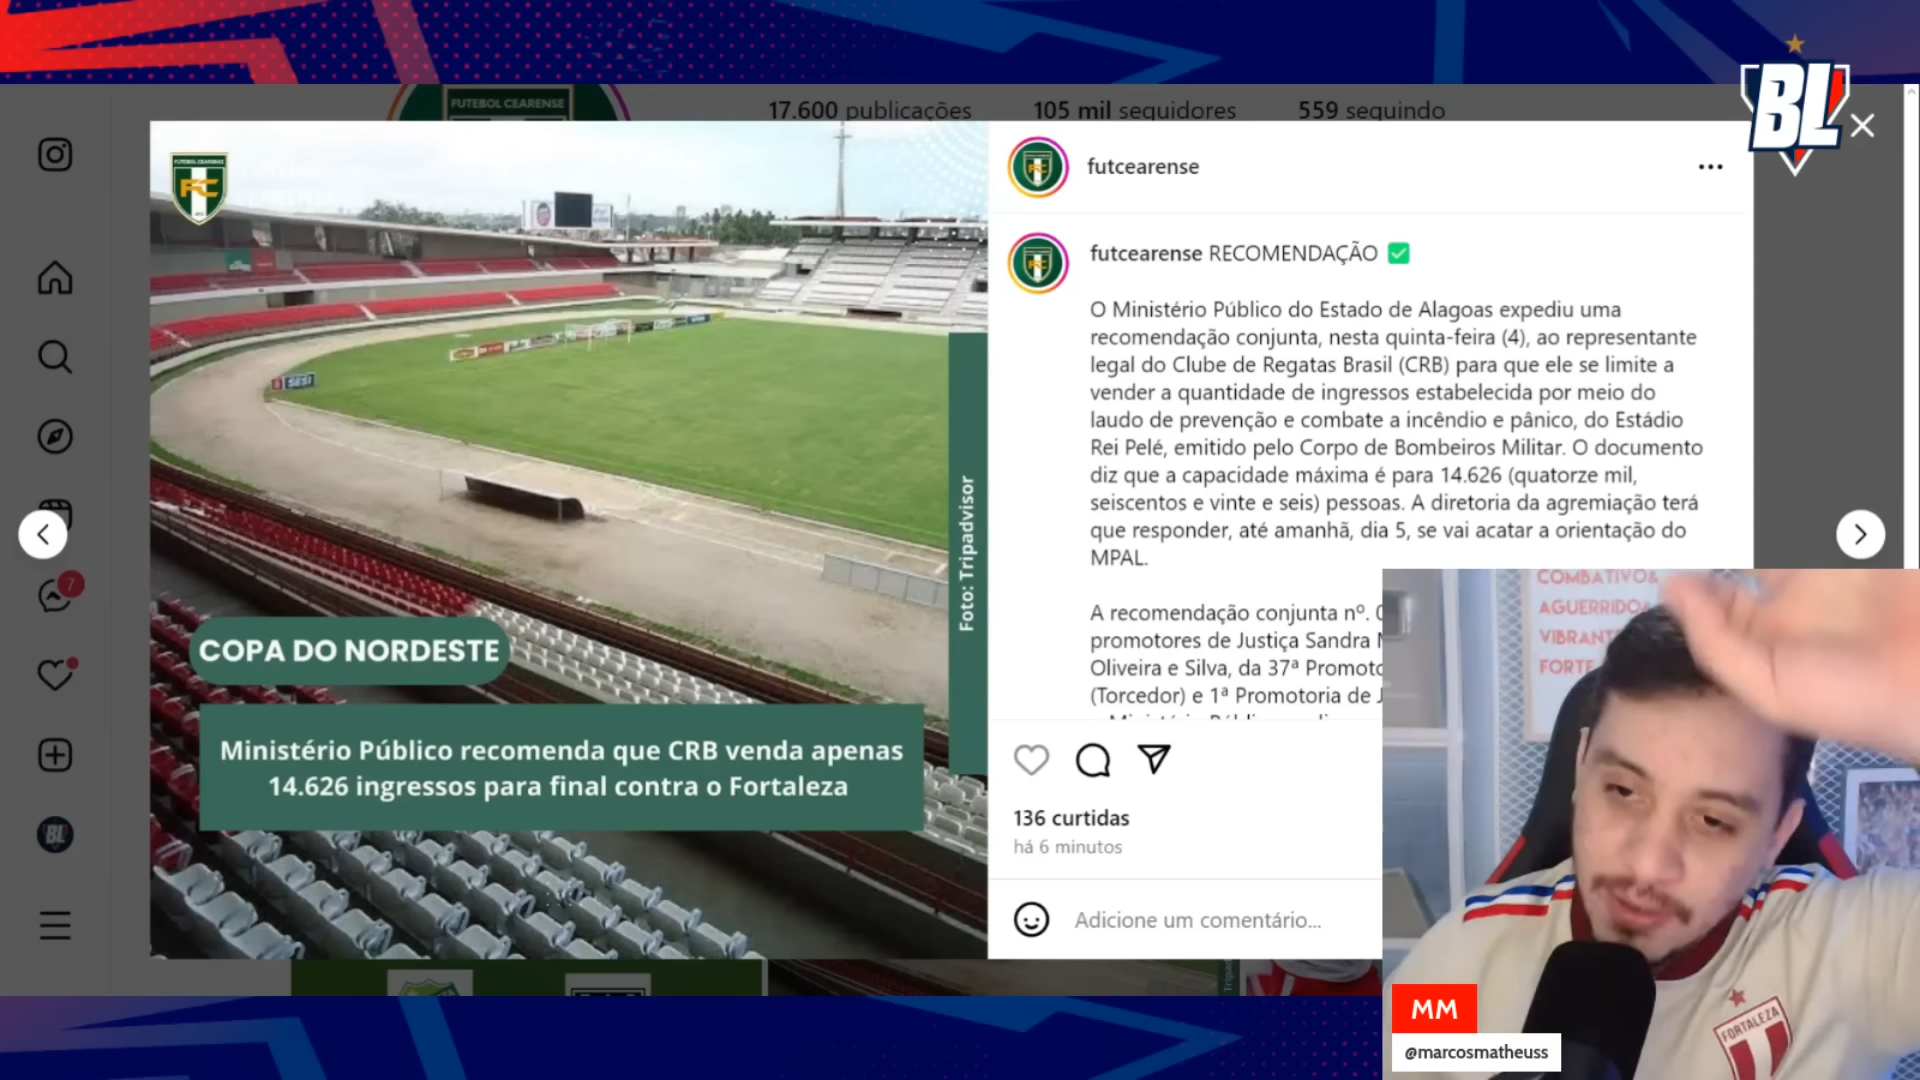 FUTEBOL CEARENSE
17.600 publicações 105 mil seguidores 559 seguindo
BL
futcearense
FUTEBOL CEARENSE
FC
futcearense RECOMENDAÇÃO ✅
O Ministério Público do Estado de Alagoas expediu uma
recomendação conjunta, nesta quinta-feira (4), ao representante
legal do Clube de Regatas Brasil (CRB) para que ele se limite a
vender a quantidade de ingressos estabelecida por meio do
laudo de prevenção e combate a incêndio e pânico, do Estádio
Rei Pelé, emitido pelo Corpo de Bombeiros Militar. O documento
diz que a capacidade máxima é para 14.626 (quatorze mil,
seiscentos e vinte e seis) pessoas. A diretoria da agremiação terá
que responder, até amanhã, dia 5, se vai acatar a orientação do
MPAL.
A recomendação conjunta nº.
promotores de Justiça Sandra
Oliveira e Silva, da 37ª
(Torcedor) e 1ª Promotoria de
SESI
Foto: Tripadvisor
7
COPA DO NORDESTE
Ministério Público recomenda que CRB venda apenas
14.626 ingressos para final contra o Fortaleza
136 curtidas
há 6 minutos
Adicione um comentário...
BL
COMBATIVO&
AGUERRIDO&
VIBRANT
FORTE
FORTALEZA
MM
@marcosmatheuss